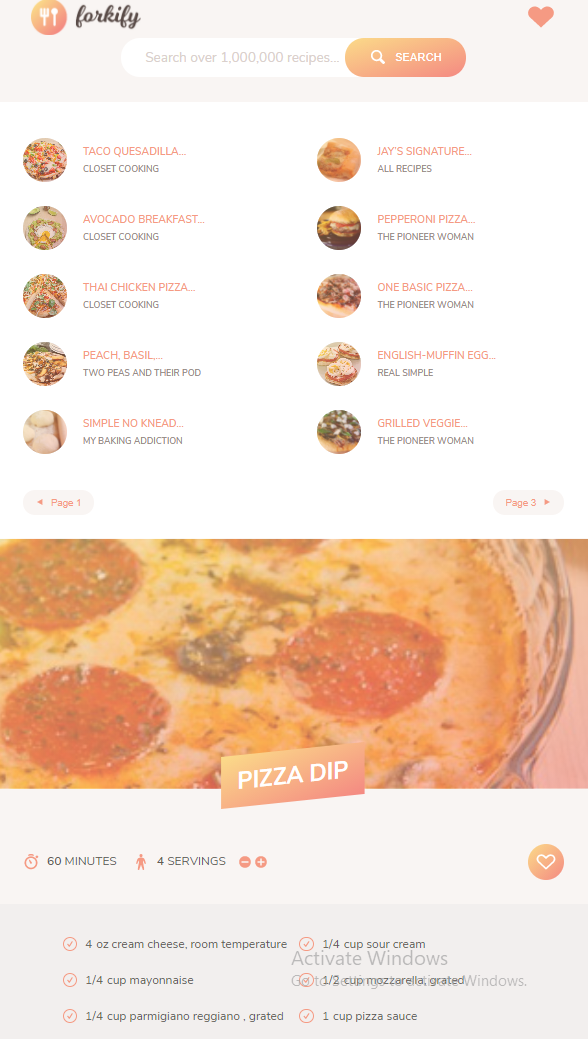 forkify
Search over 1,000,000 recipes...
SEARCH
TACO QUESADILLA...
CLOSET COOKING
AVOCADO BREAKFAST...
CLOSET COOKING
THAI CHICKEN PIZZA...
CLOSET COOKING
PEACH, BASIL,...
TWO PEAS AND THEIR POD
SIMPLE NO KNEAD...
MY BAKING ADDICTION
JAY'S SIGNATURE...
ALL RECIPES
PEPPERONI PIZZA...
THE PIONEER WOMAN
ONE BASIC PIZZA...
THE PIONEER WOMAN
ENGLISH-MUFFIN EGG...
REAL SIMPLE
GRILLED VEGGIE...
THE PIONEER WOMAN
Page 1
Page 3
PIZZA DIP
60 MINUTES
4 SERVINGS
4 oz cream cheese, room temperature
1/4 cup sour cream
1/4 cup mayonnaise
1/2 cup mozzarella, grated
1/4 cup parmigiano reggiano , grated
1 cup pizza sauce
Activate Windows
Go to Settings to activate Windows.